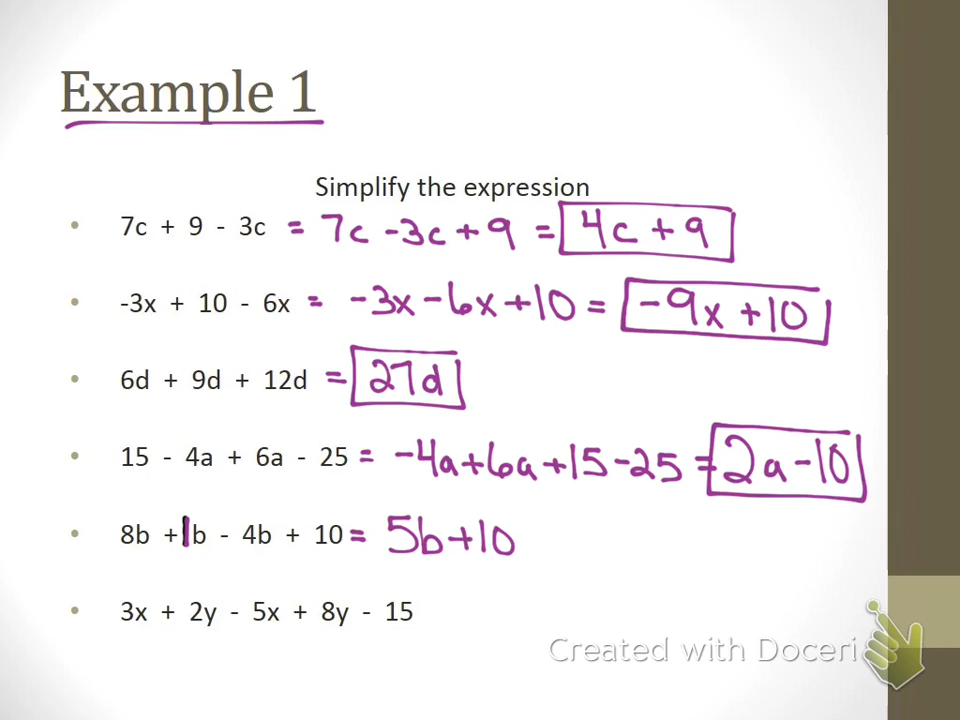 Example 1
Simplify the expression
• 7c + 9 - 3c = 7c - 3c + 9 = 4c + 9
• -3x + 10 - 6x = -3x - 6x + 10 = -9x + 10
• 6d + 9d + 12d = 27d
• 15 - 4a + 6a - 25 = -4a + 6a + 15 - 25 = 2a - 10
• 8b + 1b - 4b + 10 = 5b + 10
• 3x + 2y - 5x + 8y - 15
Created with Doceri